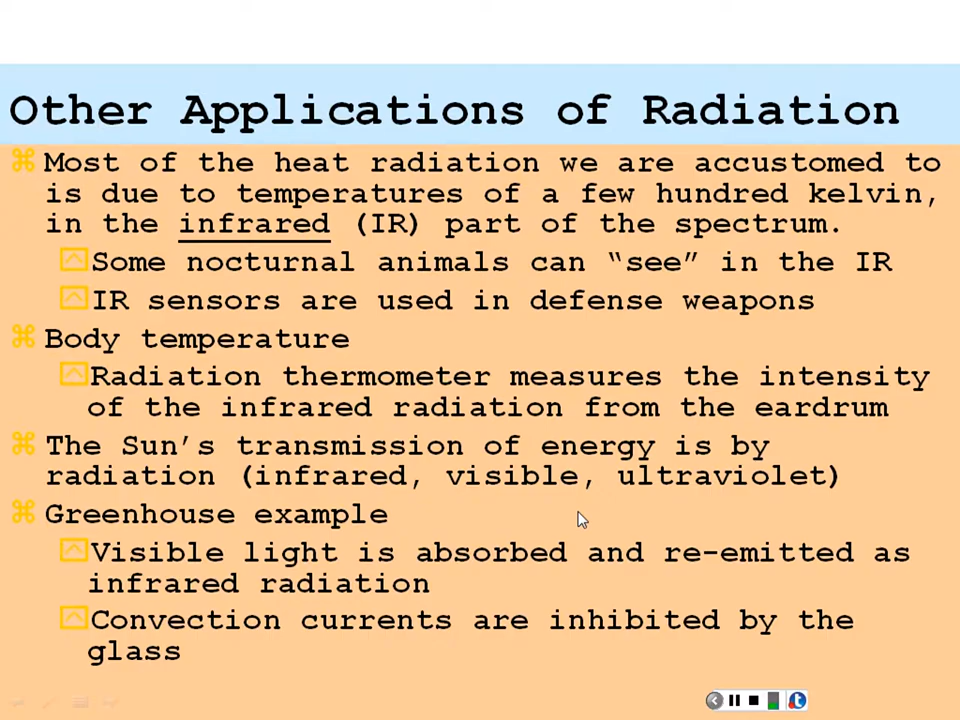 Other Applications of Radiation
Most of the heat radiation we are accustomed to
is due to temperatures of a few hundred kelvin,
in the infrared (IR) part of the spectrum.
Some nocturnal animals can “see” in the IR
IR sensors are used in defense weapons
Body temperature
Radiation thermometer measures the intensity
of the infrared radiation from the eardrum
The Sun’s transmission of energy is by
radiation (infrared, visible, ultraviolet)
Greenhouse example
Visible light is absorbed and re-emitted as
infrared radiation
Convection currents are inhibited by the
glass